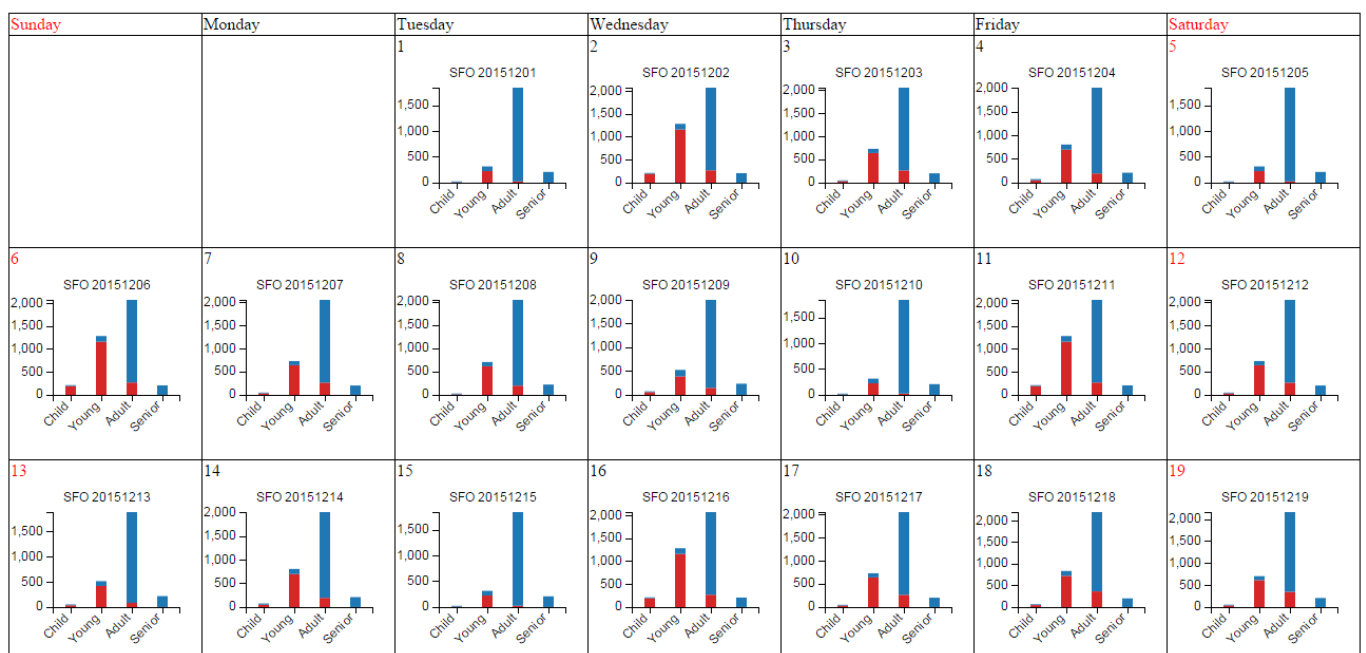 Sunday Monday Tuesday Wednesday Thursday Friday Saturday
1 2 3 4 5
SFO 20151201 SFO 20151202 SFO 20151203 SFO 20151204 SFO 20151205
2,000 2,000 2,000
1,500 1,500 1,500 1,500 1,500
1,000 1,000 1,000 1,000 1,000
500 500 500 500 500
0 0 0 0 0
Child Young Adult Senior Child Young Adult Senior Child Young Adult Senior Child Young Adult Senior Child Young Adult Senior
6 7 8 9 10 11 12
SFO 20151206 SFO 20151207 SFO 20151208 SFO 20151209 SFO 20151210 SFO 20151211 SFO 20151212
2,000 2,000 2,000 2,000 2,000 2,000
1,500 1,500 1,500 1,500 1,500 1,500 1,500
1,000 1,000 1,000 1,000 1,000 1,000 1,000
500 500 500 500 500 500 500
0 0 0 0 0 0 0
Child Young Adult Senior Child Young Adult Senior Child Young Adult Senior Child Young Adult Senior Child Young Adult Senior Child Young Adult Senior Child Young Adult Senior
13 14 15 16 17 18 19
SFO 20151213 SFO 20151214 SFO 20151215 SFO 20151216 SFO 20151217 SFO 20151218 SFO 20151219
2,000 2,000 2,000 2,000 2,000
1,500 1,500 1,500 1,500 1,500 1,500 1,500
1,000 1,000 1,000 1,000 1,000 1,000 1,000
500 500 500 500 500 500 500
0 0 0 0 0 0 0
Child Young Adult Senior Child Young Adult Senior Child Young Adult Senior Child Young Adult Senior Child Young Adult Senior Child Young Adult Senior Child Young Adult Senior